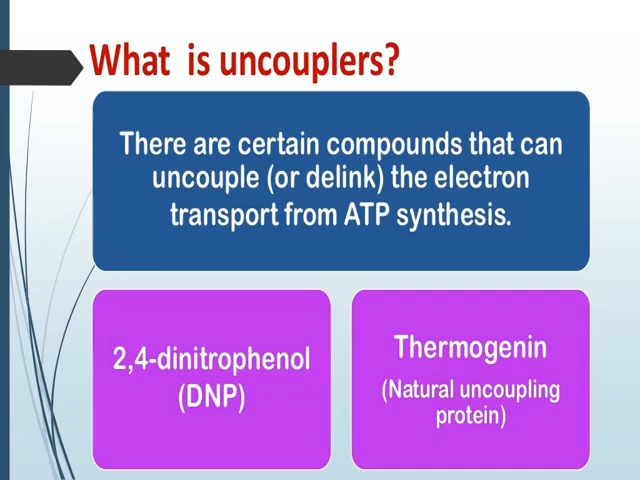 What  is uncouplers?
There are certain compounds that can
uncouple (or delink) the electron
transport from ATP synthesis.
2,4-dinitrophenol
(DNP)
Thermogenin
(Natural uncoupling
protein)